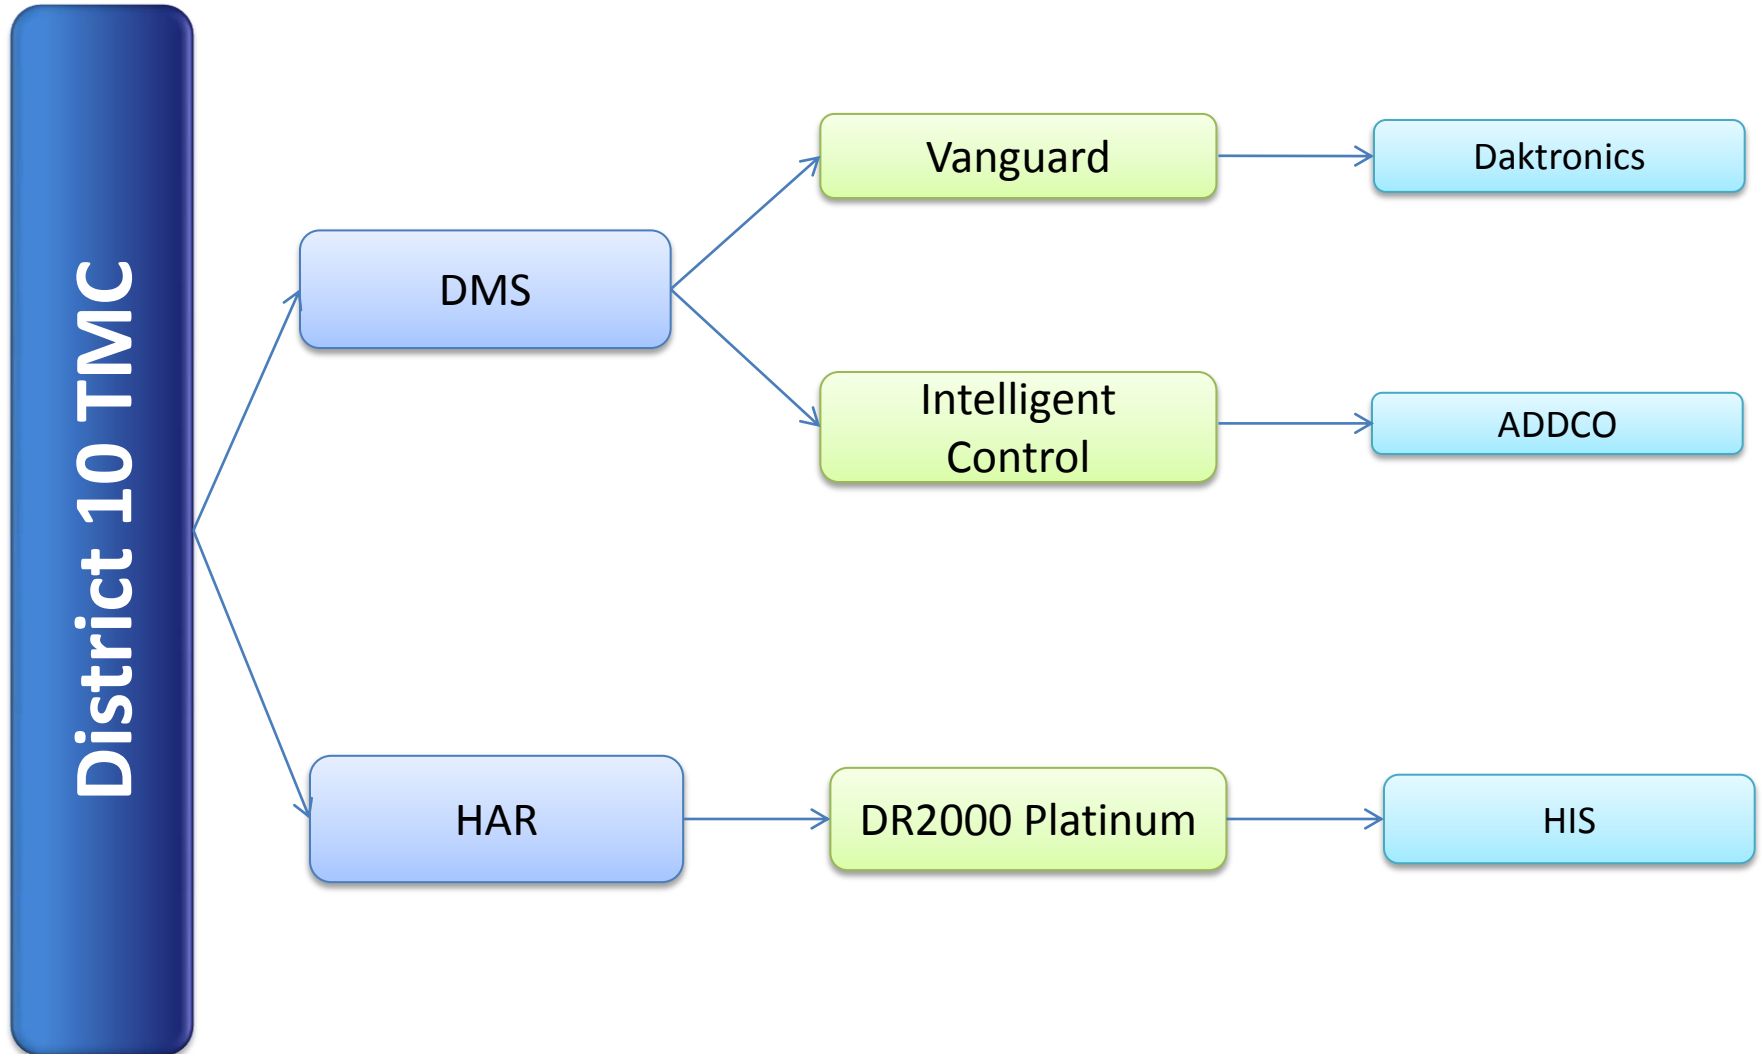 District 10 TMC
DMS
Vanguard
Daktronics
Intelligent
Control
ADDCO
HAR
DR2000 Platinum
HIS